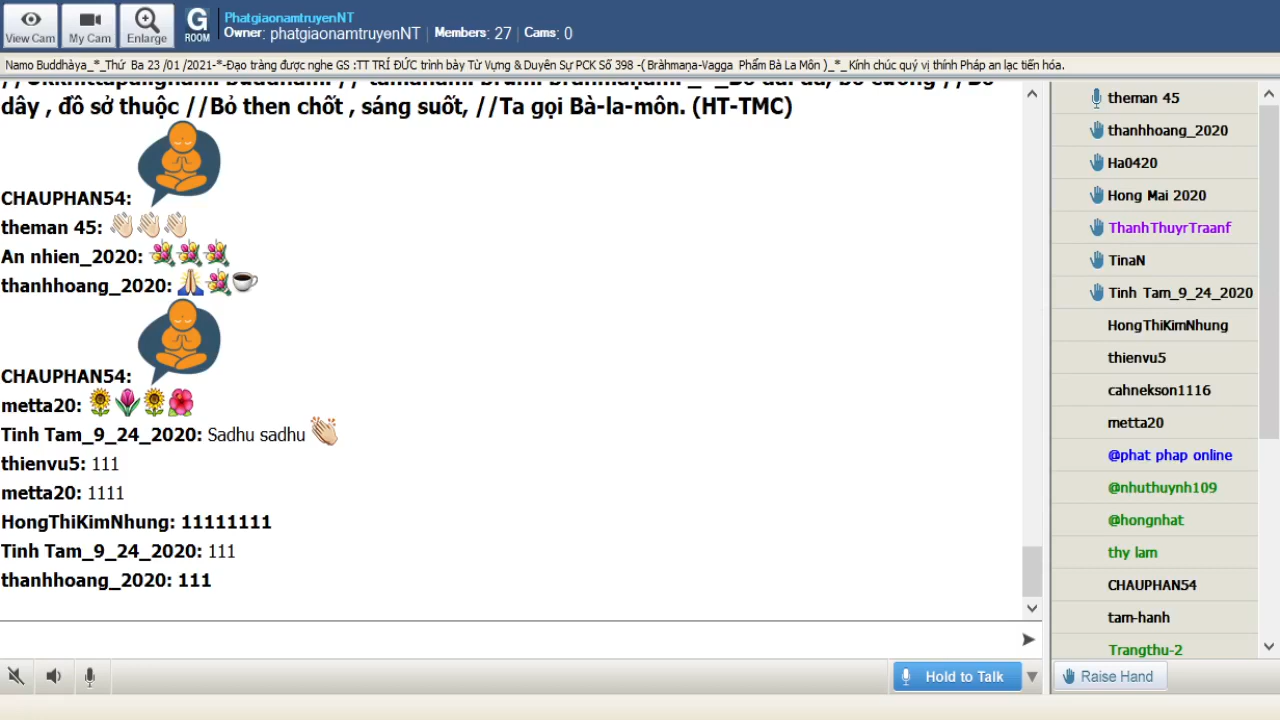 View Cam
My Cam
Enlarge
G
ROOM
PhatgiaonamtruyenNT
Owner: phatgiaonamtruyenNT | Members: 27 | Cams: 0
Namo Buddhàya_*_Thứ Ba 23 /01 /2021-*-Đạo tràng được nghe GS :TT TRÍ ĐỨC trình bày Từ Vựng & Duyên Sự PCK Số 398 -( Bràhmaṇa-Vagga Phẩm Bà La Môn )_*_ Kính chúc quý vị thính Pháp an lạc tiến hóa.
dây , đồ sở thuộc //Bỏ then chốt , sáng suốt, //Ta gọi Bà-la-môn. (HT-TMC)
CHAUPHAN54:
theman 45:
An nhien_2020:
thanhhoang_2020:
CHAUPHAN54:
metta20:
Tinh Tam_9_24_2020: Sadhu sadhu
thienvu5: 111
metta20: 1111
HongThiKimNhung: 11111111
Tinh Tam_9_24_2020: 111
thanhhoang_2020: 111
Hold to Talk
theman 45
thanhhoang_2020
Ha0420
Hong Mai 2020
ThanhThuyrTraanf
TinaN
Tinh Tam_9_24_2020
HongThiKimNhung
thienvu5
cahnekson1116
metta20
@phat phap online
@nhuthuynh109
@hongnhat
thy lam
CHAUPHAN54
tam-hanh
Trangthu-2
Raise Hand